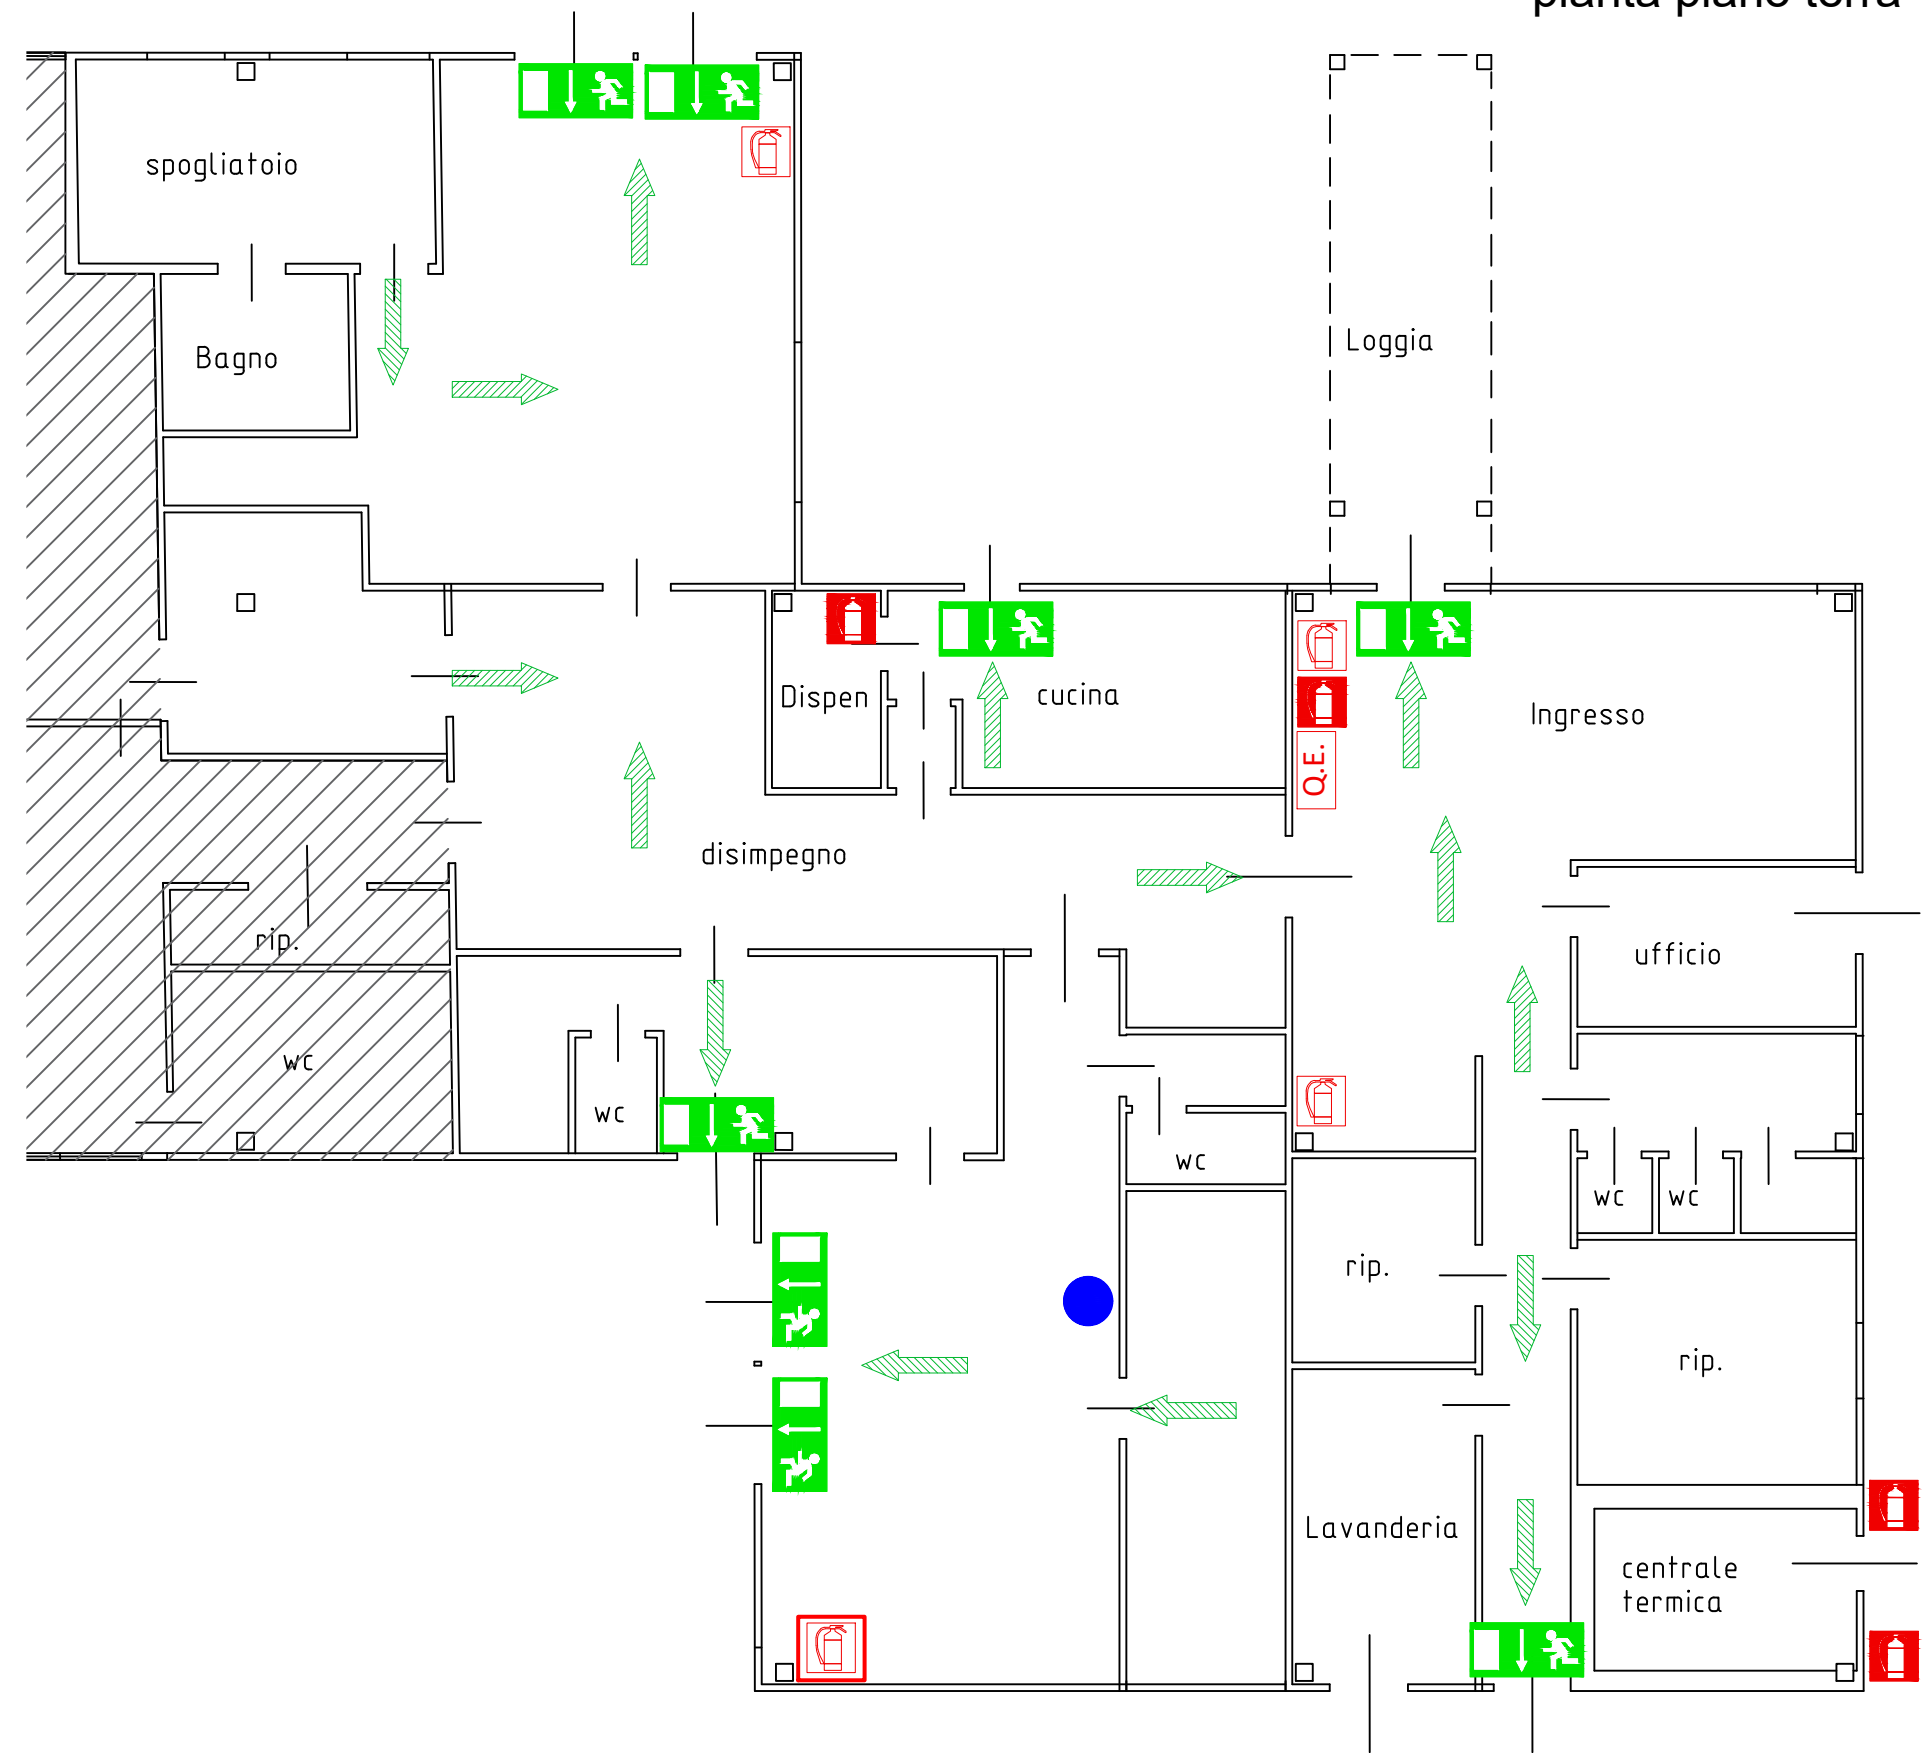 spogliatoio
Bagno
Loggia
Dispen
cucina
Q.E.
Ingresso
disimpegno
rip.
ufficio
wc
wc
wc
wc
wc
rip.
rip.
Lavanderia
centrale
termica